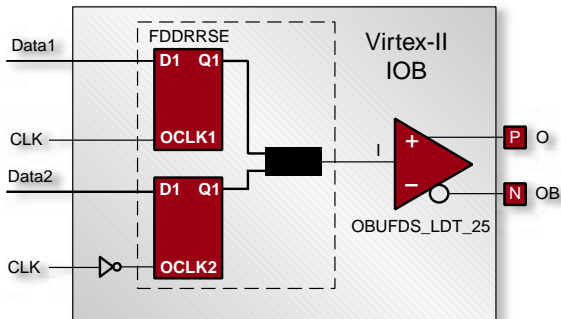 Data1
FDDRRSE
Virtex-II
IOB
D1 Q1
CLK
OCLK1
+
P O
I
Data2
D1 Q1
−
N OB
OBUFDS_LDT_25
CLK
OCLK2